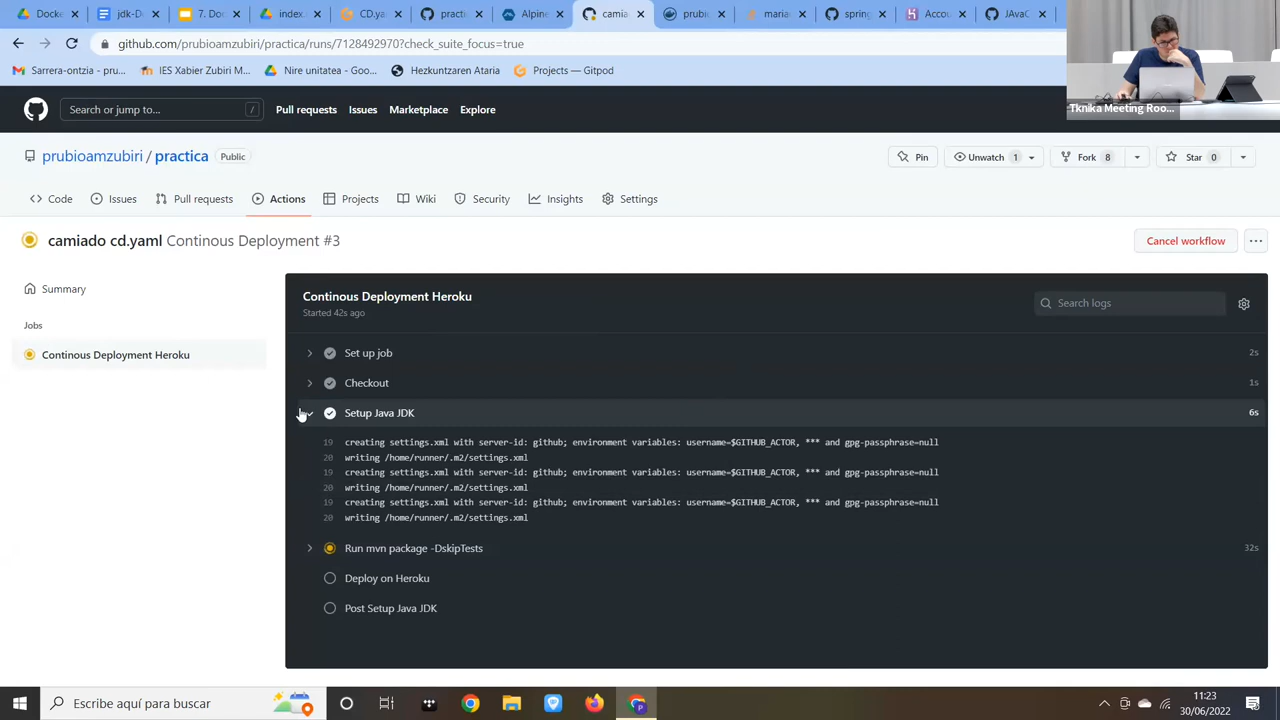 Docker
jdk-De
practica
7. Do
index.
CD.ya
practic
Alpine
camia
prubio
maria
spring
Accou
JAvaC
github.com/prubioamzubiri/practica/runs/7128492970?check_suite_focus=true
Sarrera-ontzia - pru...
IES Xabier Zubiri M...
Nire unitatea - Goo...
Hezkuntzaren Ataria
Projects — Gitpod
Tknika Meeting Roo...
Search or jump to...
/
Pull requests
Issues
Marketplace
Explore
prubioamzubiri / practica
Public
Pin
Unwatch 1
Fork 8
Star 0
Code
Issues
Pull requests
Actions
Projects
Wiki
Security
Insights
Settings
camiado cd.yaml Continous Deployment #3
Cancel workflow
Summary
Jobs
Continous Deployment Heroku
Continous Deployment Heroku
Started 42s ago
Search logs
Set up job
2s
Checkout
1s
Setup Java JDK
6s
19 creating settings.xml with server-id: github; environment variables: username=$GITHUB_ACTOR, *** and gpg-passphrase=null
20 writing /home/runner/.m2/settings.xml
19 creating settings.xml with server-id: github; environment variables: username=$GITHUB_ACTOR, *** and gpg-passphrase=null
20 writing /home/runner/.m2/settings.xml
19 creating settings.xml with server-id: github; environment variables: username=$GITHUB_ACTOR, *** and gpg-passphrase=null
20 writing /home/runner/.m2/settings.xml
Run mvn package -DskipTests
32s
Deploy on Heroku
Post Setup Java JDK
Escribe aquí para buscar
11:23
30/06/2022